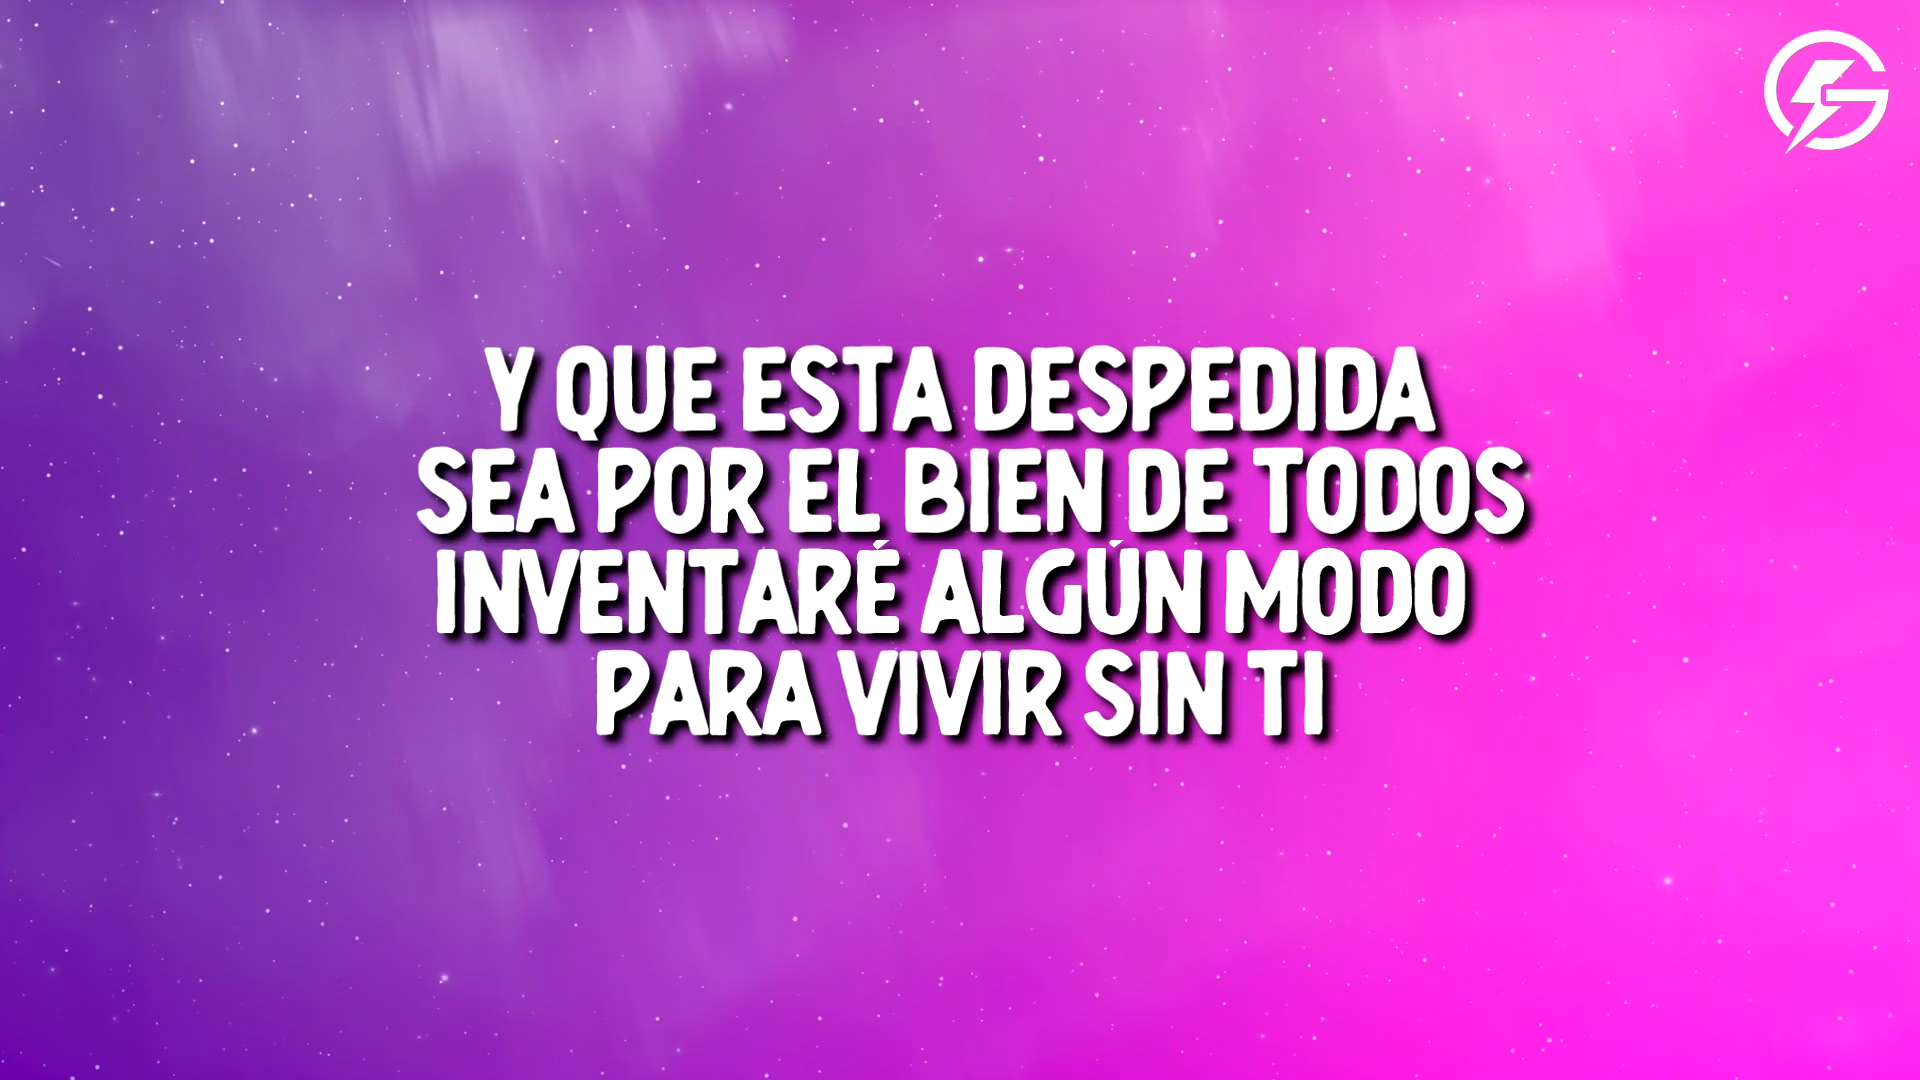 Y QUE ESTA DESPEDIDA
SEA POR EL BIEN DE TODOS
INVENTARÉ ALGÚN MODO
PARA VIVIR SIN TI